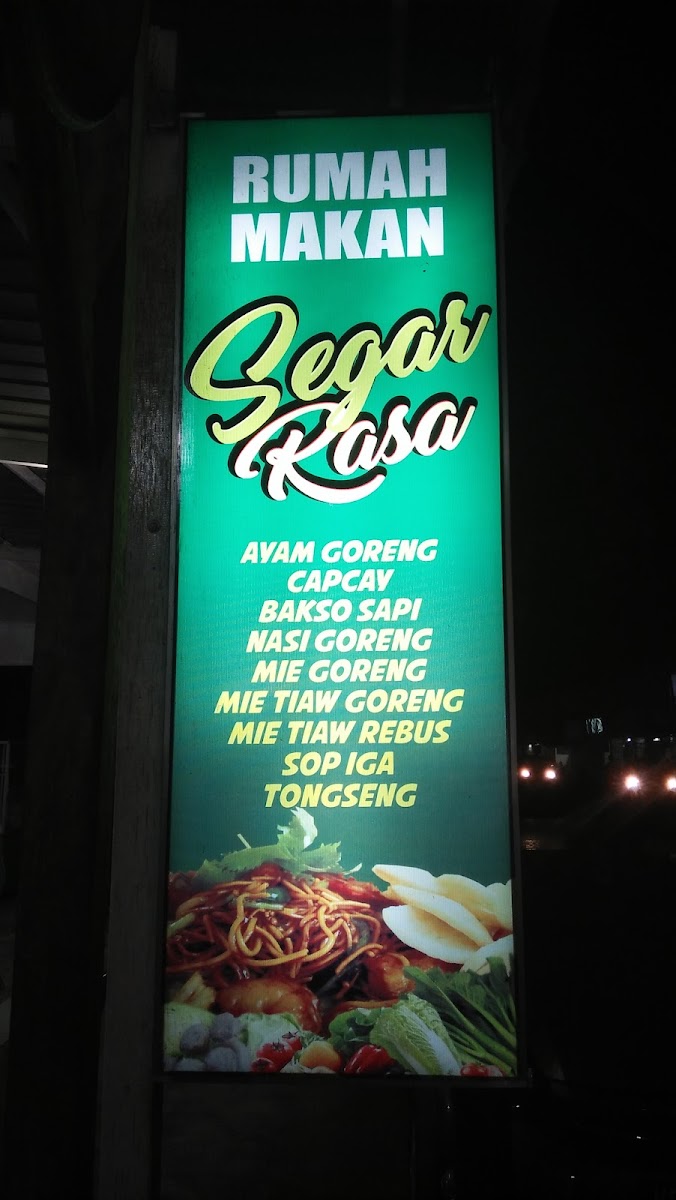 RUMAH
MAKAN
Segar
Rasa
AYAM GORENG
CAPCAY
BAKSO SAPI
NASI GORENG
MIE GORENG
MIE TIAW GORENG
MIE TIAW REBUS
SOP IGA
TONGSENG